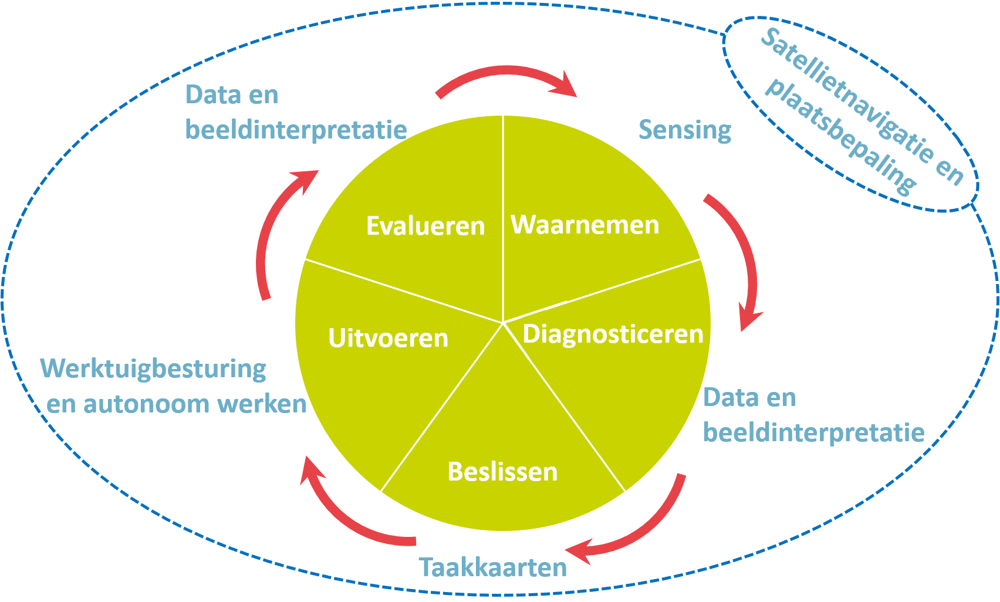 Satellietnavigatie en
plaatsbepaling
Data en
beeldinterpretatie
Sensing
Evalueren
Waarnemen
Uitvoeren
Diagnosticeren
Werktuigbesturing
en autonoom werken
Data en
beeldinterpretatie
Beslissen
Taakkaarten